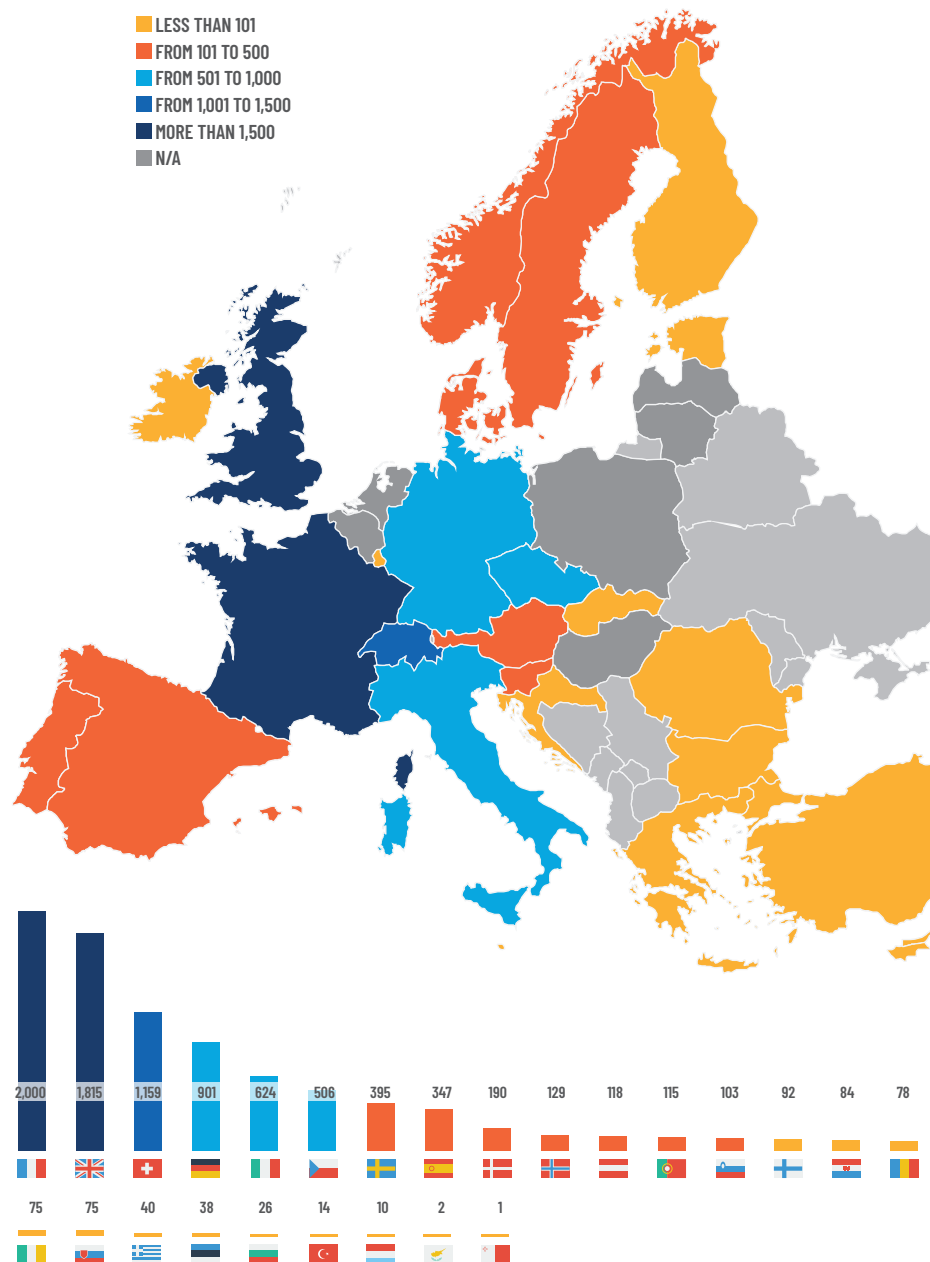 LESS THAN 101
FROM 101 TO 500
FROM 501 TO 1,000
FROM 1,001 TO 1,500
MORE THAN 1,500
N/A
2,000 1,815 1,159 901 624 506 395 347 190 129 118 115 103 92 84 78
75 75 40 38 26 14 10 2 1